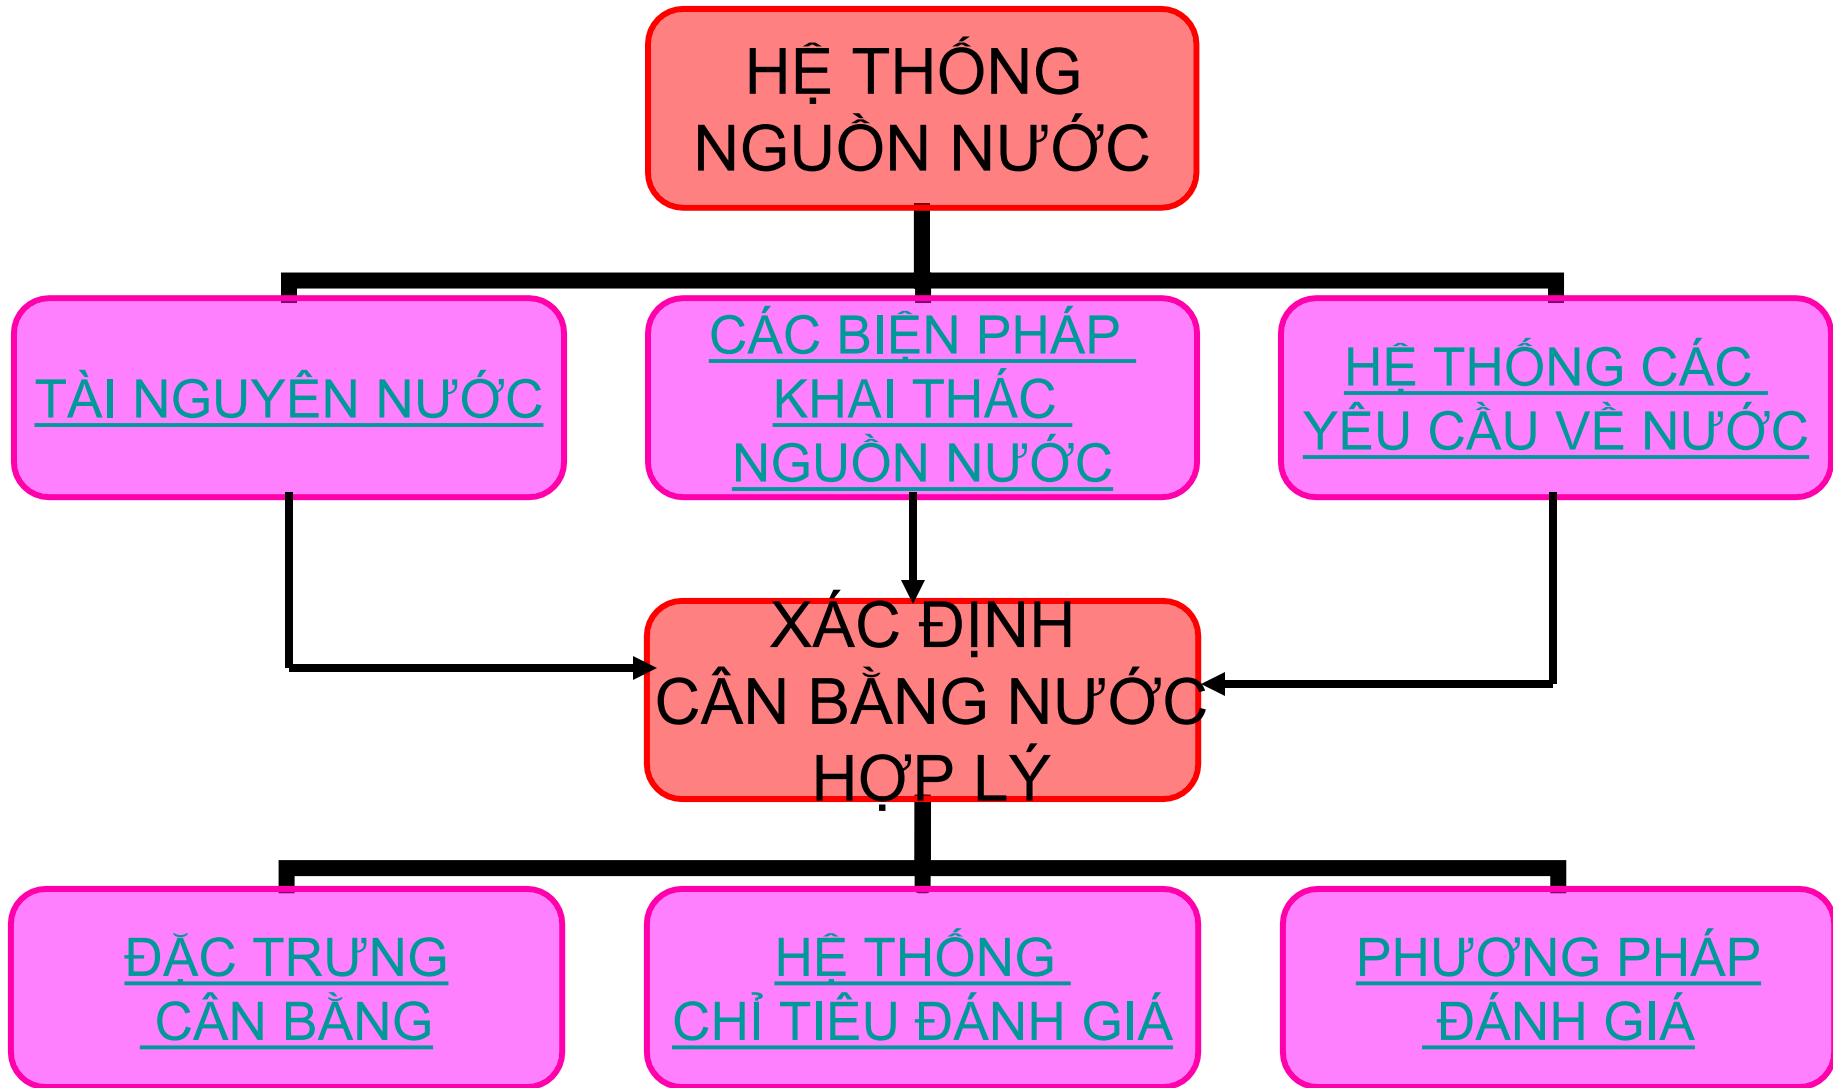 HỆ THỐNG
NGUỒN NƯỚC
TÀI NGUYÊN NƯỚC
CÁC BIỆN PHÁP
KHAI THÁC
NGUỒN NƯỚC
HỆ THỐNG CÁC
YÊU CẦU VỀ NƯỚC
XÁC ĐỊNH
CÂN BẰNG NƯỚC
HỢP LÝ
ĐẶC TRƯNG
CÂN BẰNG
HỆ THỐNG
CHỈ TIÊU ĐÁNH GIÁ
PHƯƠNG PHÁP
ĐÁNH GIÁ